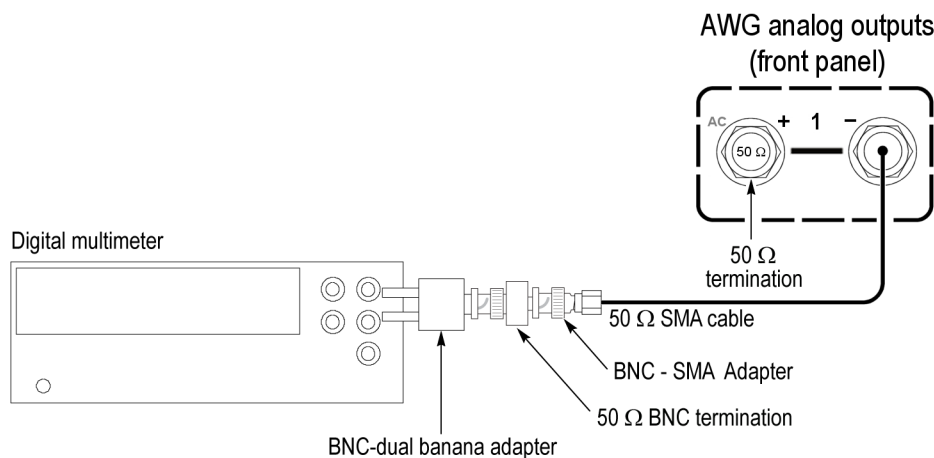 AWG analog outputs
(front panel)
AC + 1 −
50 Ω
50 Ω
termination
Digital multimeter
50 Ω SMA cable
BNC - SMA Adapter
50 Ω BNC termination
BNC-dual banana adapter